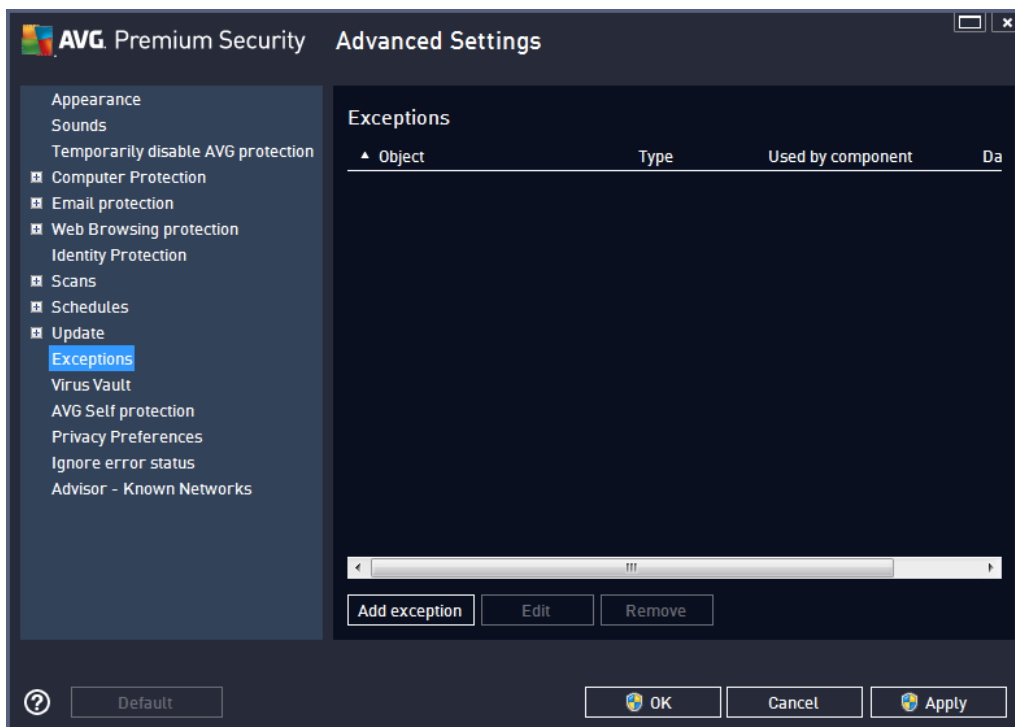 AVG. Premium Security
Advanced Settings
Appearance
Sounds
Temporarily disable AVG protection
Computer Protection
Email protection
Web Browsing protection
Identity Protection
Scans
Schedules
Update
Exceptions
Virus Vault
AVG Self protection
Privacy Preferences
Ignore error status
Advisor - Known Networks
Exceptions
Object Type Used by component Da
Add exception Edit Remove
Default OK Cancel Apply